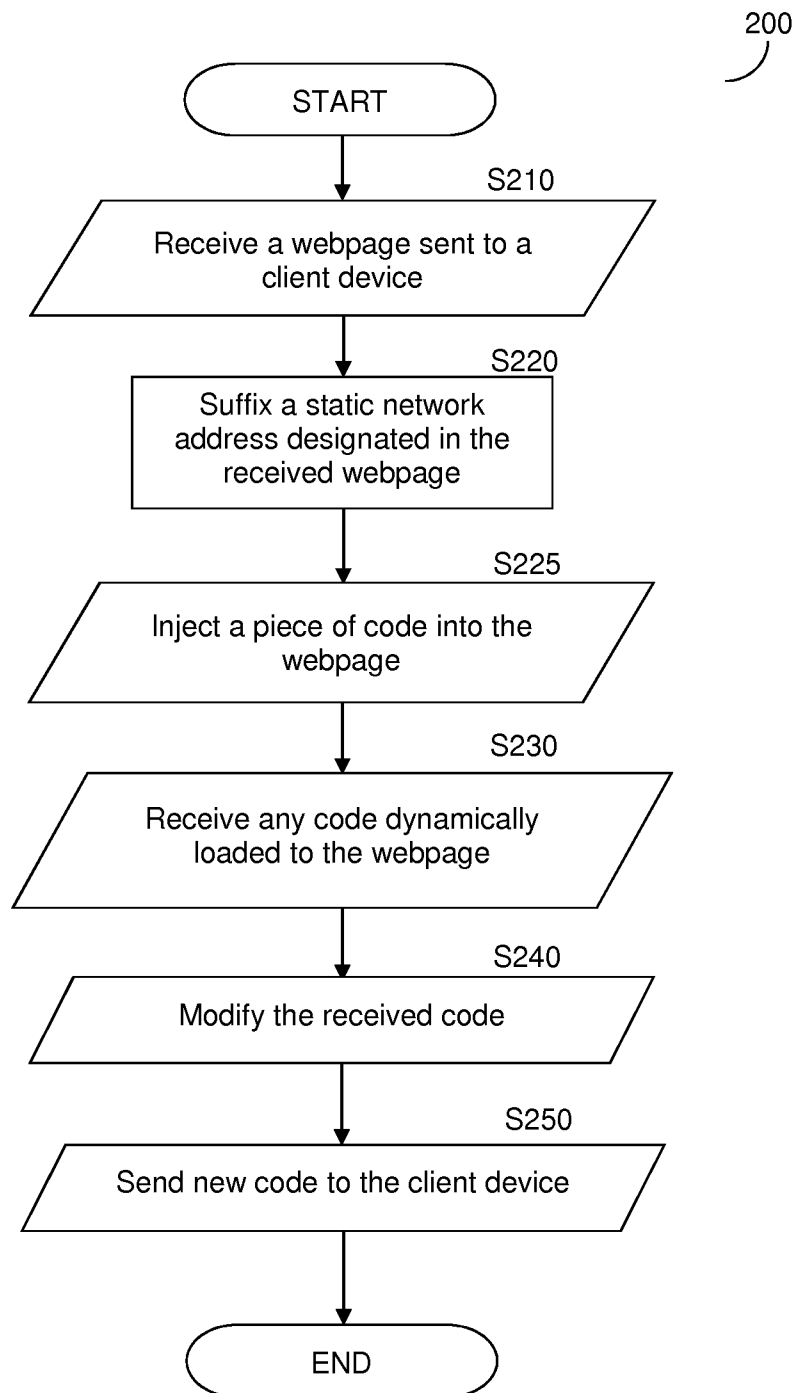 200
START
S210
Receive a webpage sent to a
client device
S220
Suffix a static network
address designated in the
received webpage
S225
Inject a piece of code into the
webpage
S230
Receive any code dynamically
loaded to the webpage
S240
Modify the received code
S250
Send new code to the client device
END